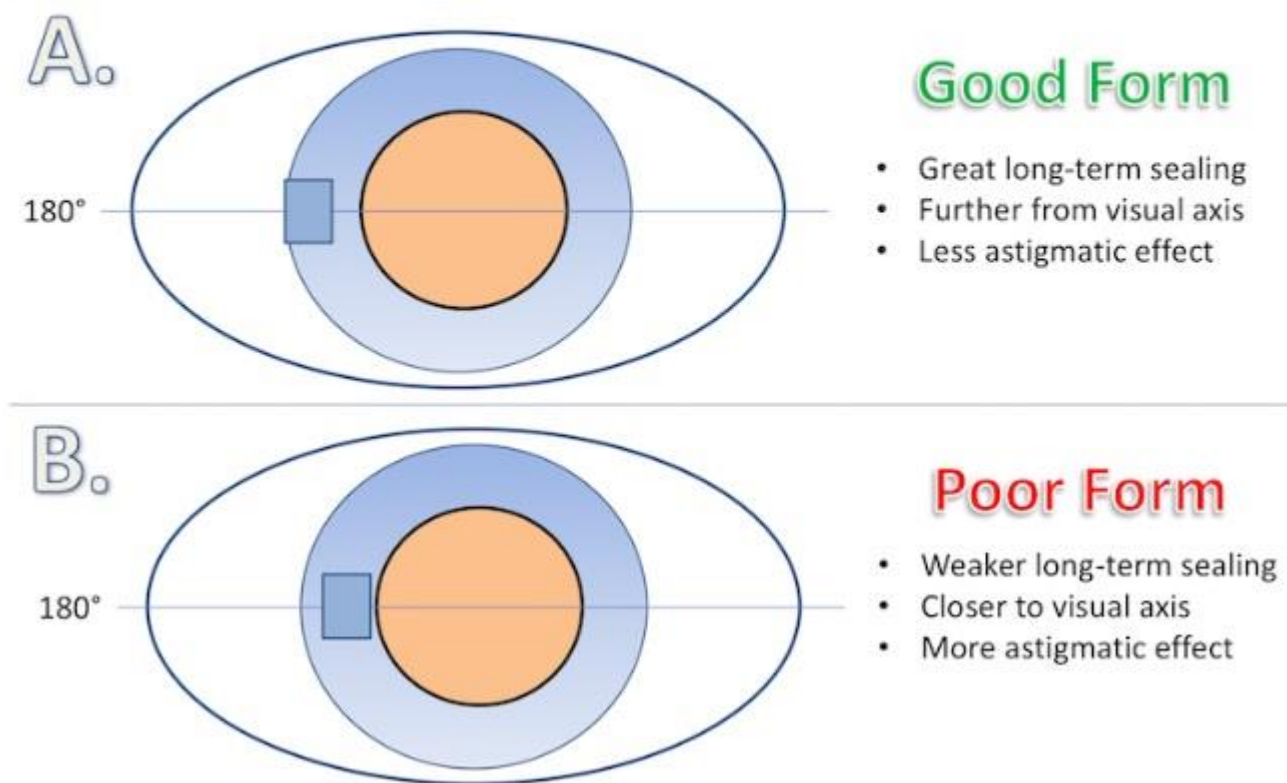 A.
Good Form
• Great long-term sealing
• Further from visual axis
• Less astigmatic effect
180°
B.
Poor Form
• Weaker long-term sealing
• Closer to visual axis
• More astigmatic effect
180°